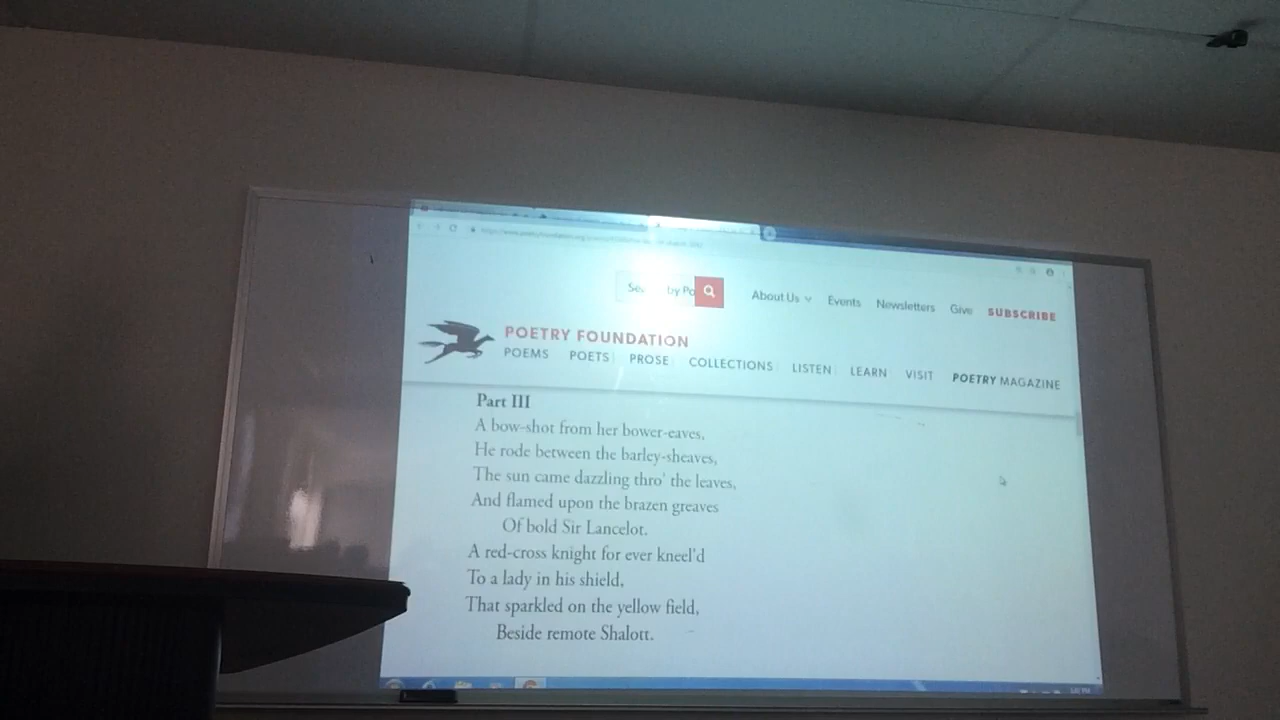 About Us Events Newsletters Give SUBSCRIBE
POETRY FOUNDATION
POEMS POETS PROSE COLLECTIONS LISTEN LEARN VISIT POETRY MAGAZINE
Part III
A bow-shot from her bower-eaves,
He rode between the barley-sheaves,
The sun came dazzling thro' the leaves,
And flamed upon the brazen greaves
Of bold Sir Lancelot.
A red-cross knight for ever kneel'd
To a lady in his shield,
That sparkled on the yellow field,
Beside remote Shalott.